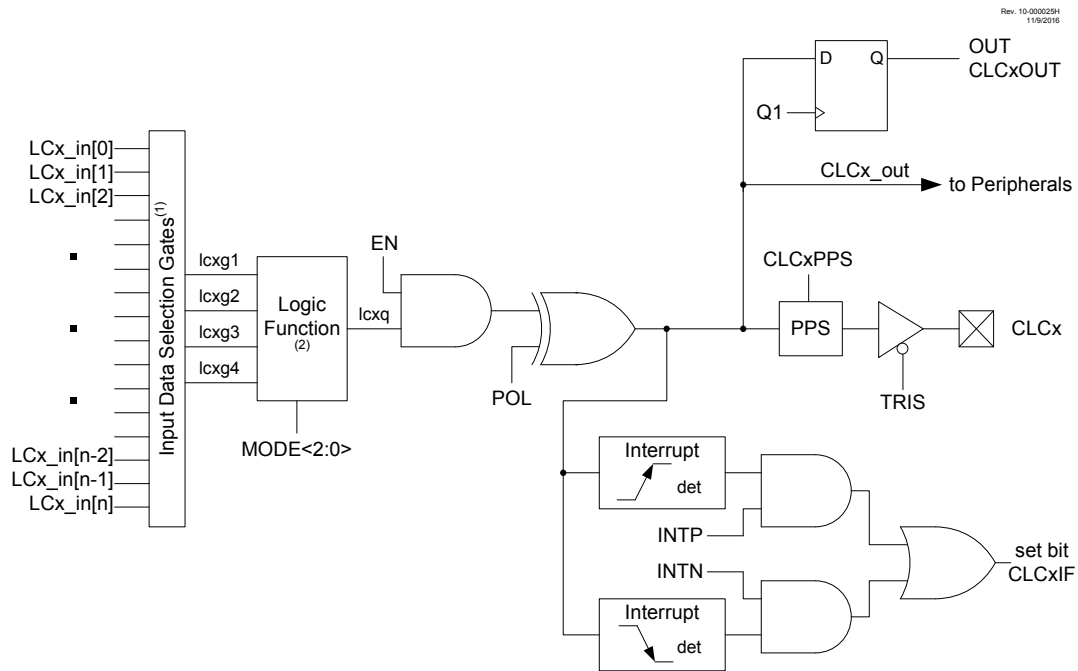 Rev. 10-000025H
11/9/2016
OUT
CLCxOUT
D
Q
Q1
CLCx_out
to Peripherals
LCx_in[0]
LCx_in[1]
LCx_in[2]
Input Data Selection Gates(1)
LCx_in[n-2]
LCx_in[n-1]
LCx_in[n]
lcxg1
lcxg2
lcxg3
lcxg4
Logic
Function
(2)
MODE<2:0>
lcxq
EN
POL
CLCxPPS
PPS
TRIS
CLCx
Interrupt
det
INTP
INTN
Interrupt
det
set bit
CLCxIF